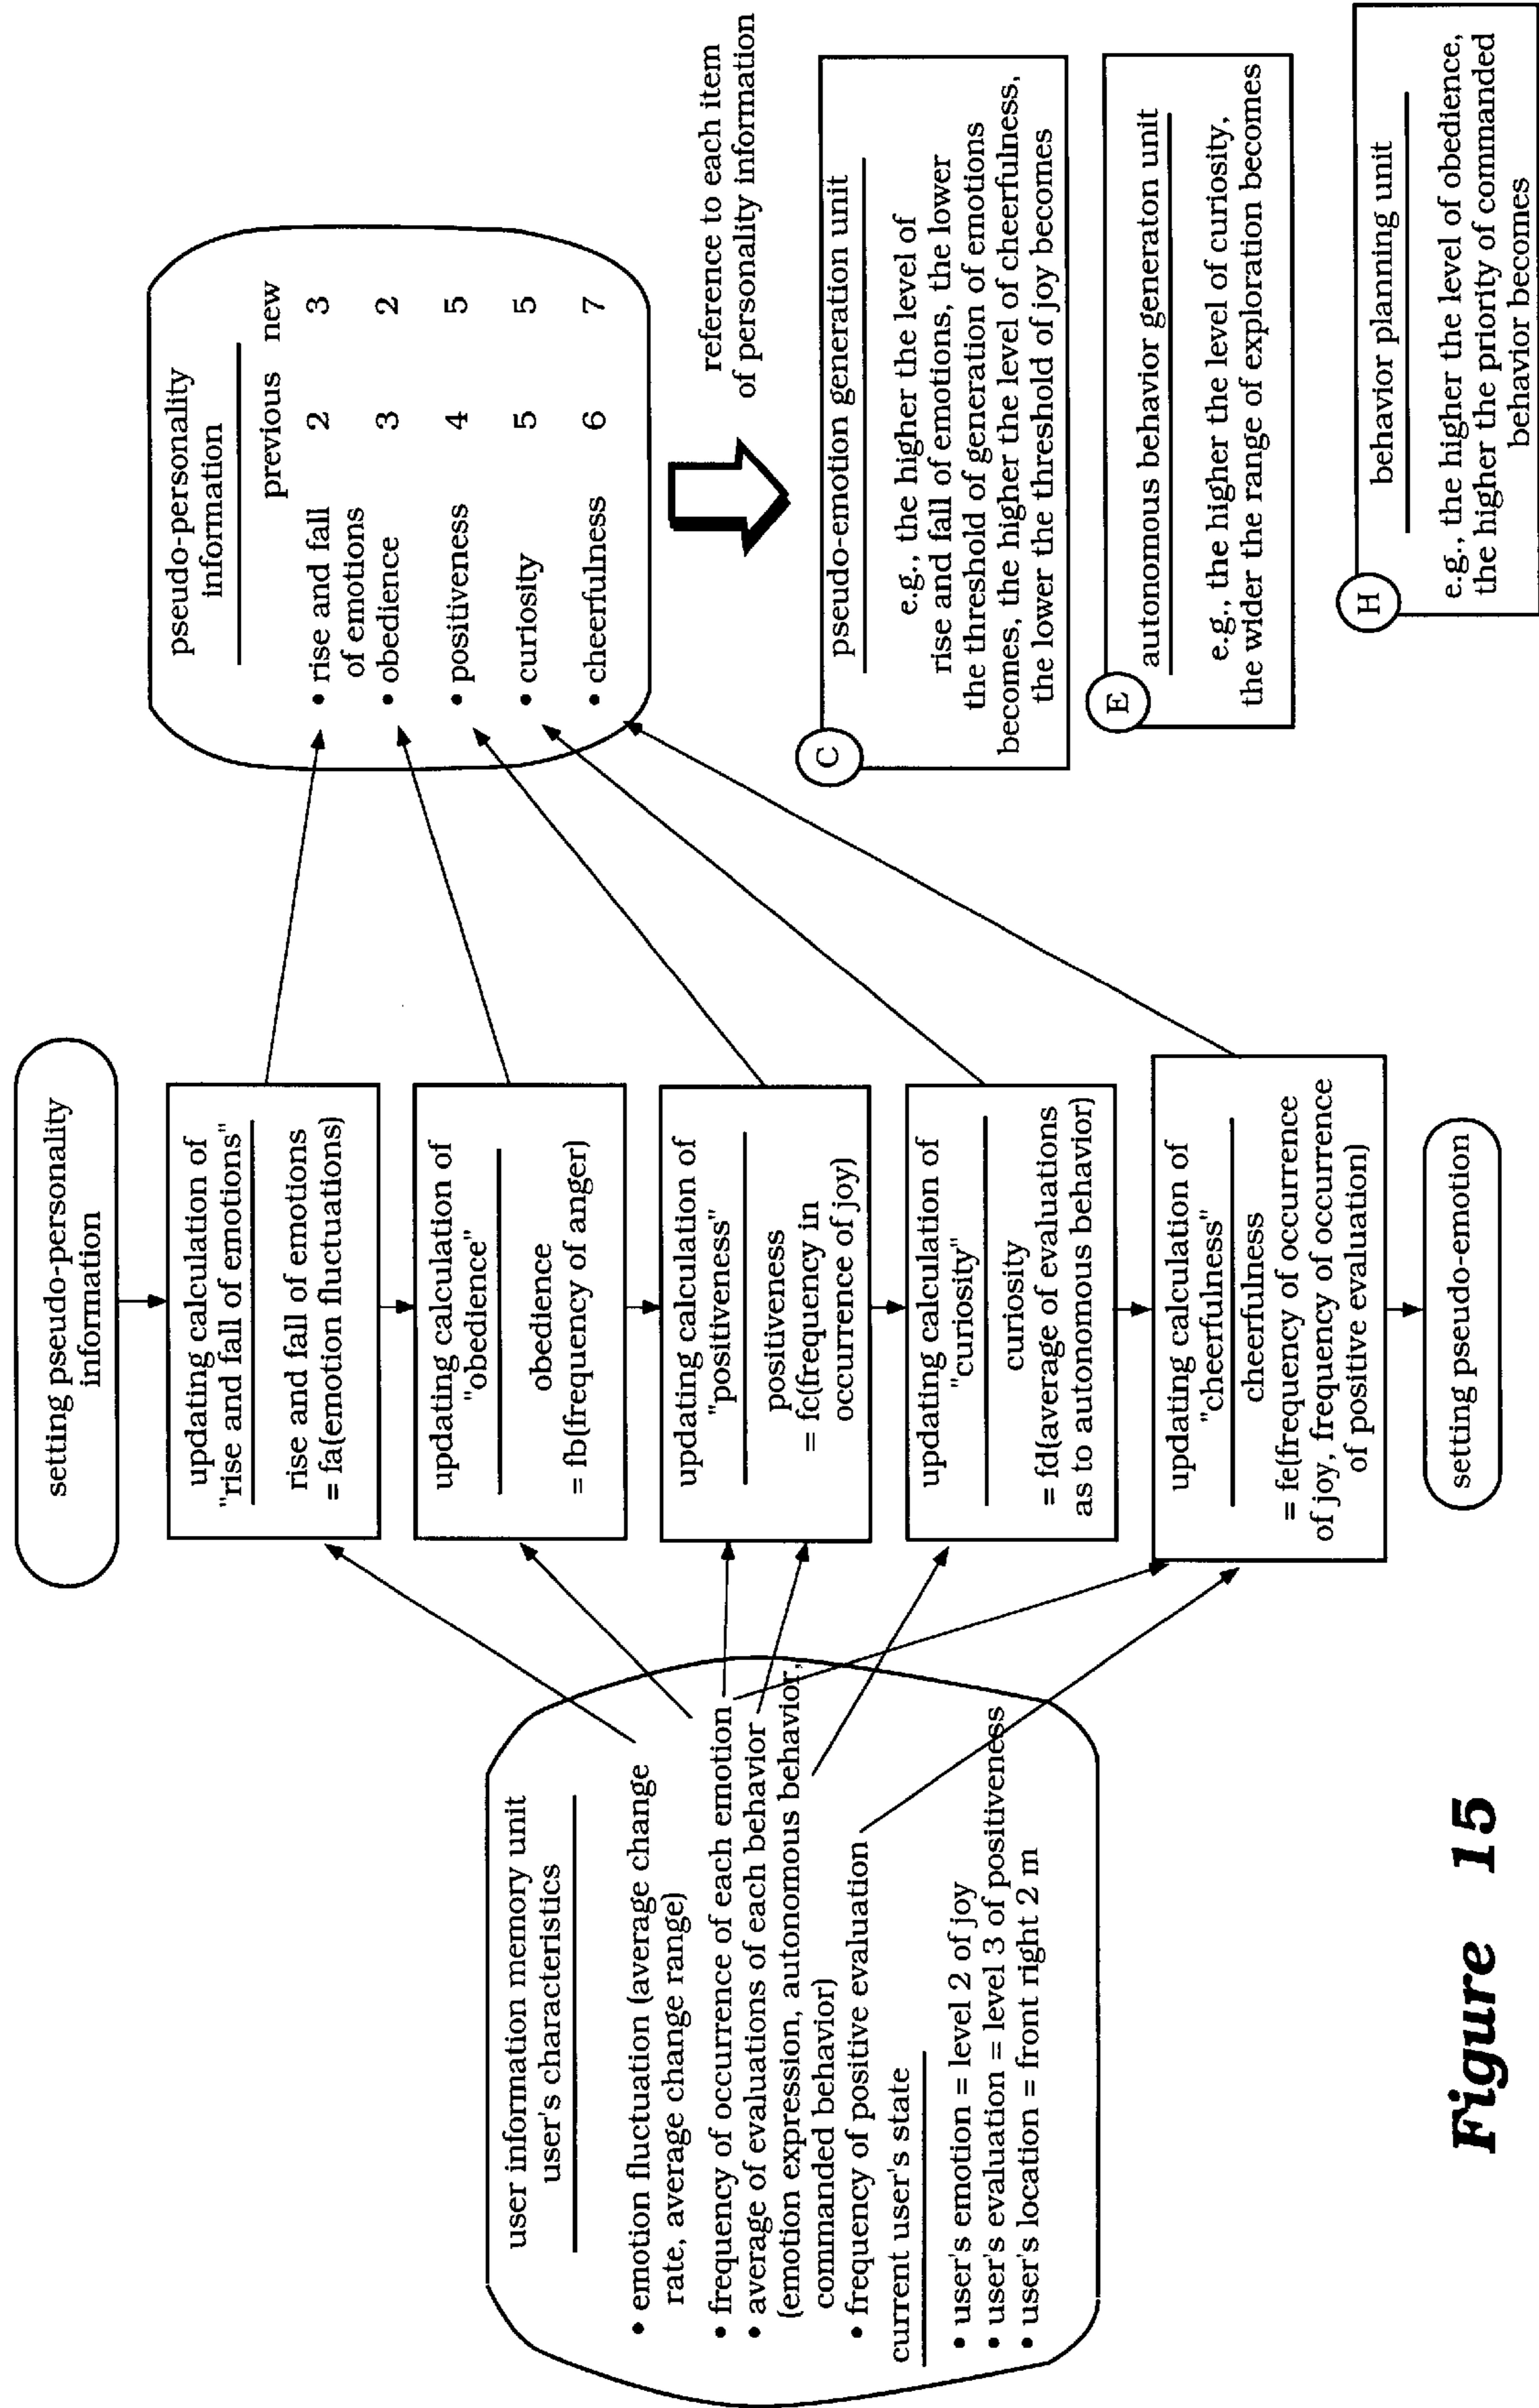 setting pseudo-personality
information
updating calculation of
"rise and fall of emotions"
rise and fall of emotions
= fa(emotion fluctuations)
updating calculation of
"obedience"
obedience
= fb(frequency of anger)
updating calculation of
"positiveness"
positiveness
= fc(frequency in
occurrence of joy)
updating calculation of
"curiosity"
curiosity
= fd(average of evaluations
as to autonomous behavior)
updating calculation of
"cheerfulness"
cheerfulness
= fe(frequency of occurrence
of joy, frequency of occurrence
of positive evaluation)
setting pseudo-emotion
user information memory unit
user's characteristics
• emotion fluctuation (average change
rate, average change range)
• frequency of occurrence of each emotion
• average of evaluations of each behavior
(emotion expression, autonomous behavior,
commanded behavior)
• frequency of positive evaluation
current user's state
• user's emotion = level 2 of joy
• user's evaluation = level 3 of positiveness
• user's location = front right 2 m
pseudo-personality
information
previous new
• rise and fall 2 3
of emotions
• obedience 3 2
• positiveness 4 5
• curiosity 5 5
• cheerfulness 6 7
reference to each item
of personality information
C
pseudo-emotion generation unit
e.g., the higher the level of
rise and fall of emotions, the lower
the threshold of generation of emotions
becomes, the higher the level of cheerfulness,
the lower the threshold of joy becomes
E
autonomous behavior generaton unit
e.g., the higher the level of curiosity,
the wider the range of exploration becomes
H
behavior planning unit
e.g., the higher the level of obedience,
the higher the priority of commanded
behavior becomes
Figure 15